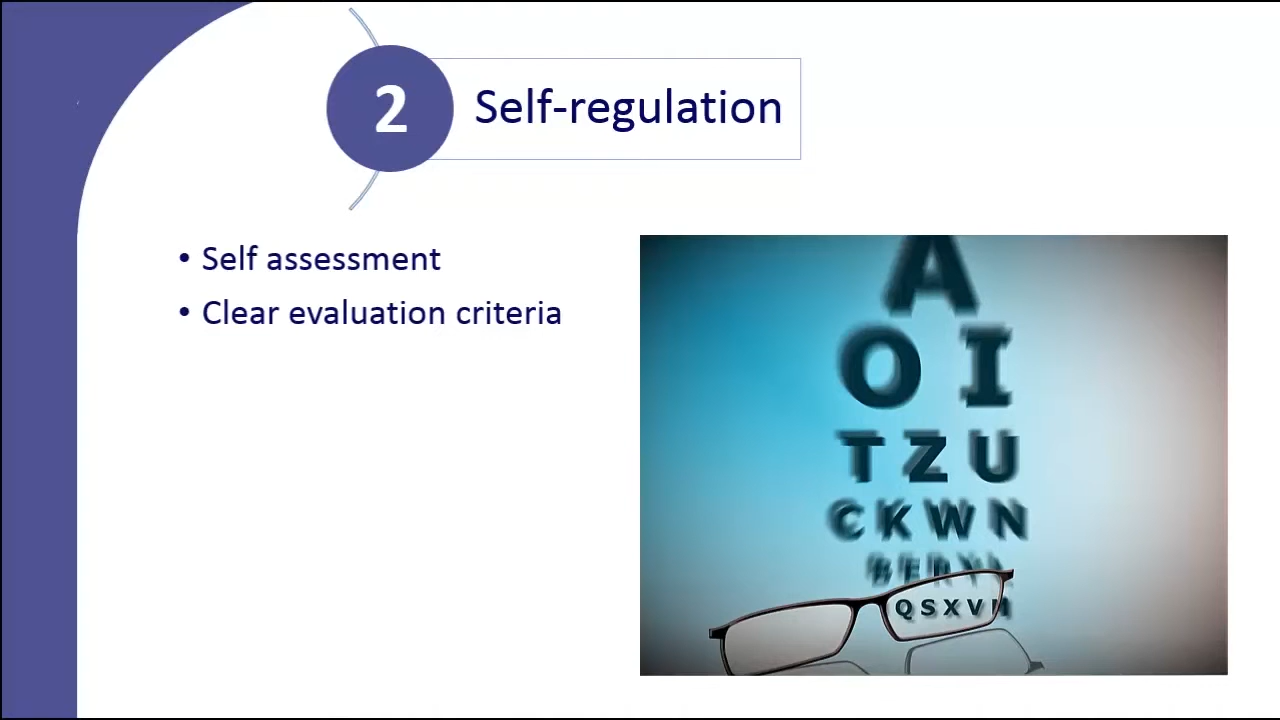 2
Self-regulation
• Self assessment
• Clear evaluation criteria
A
O I
T Z U
C K W N
Q S X V